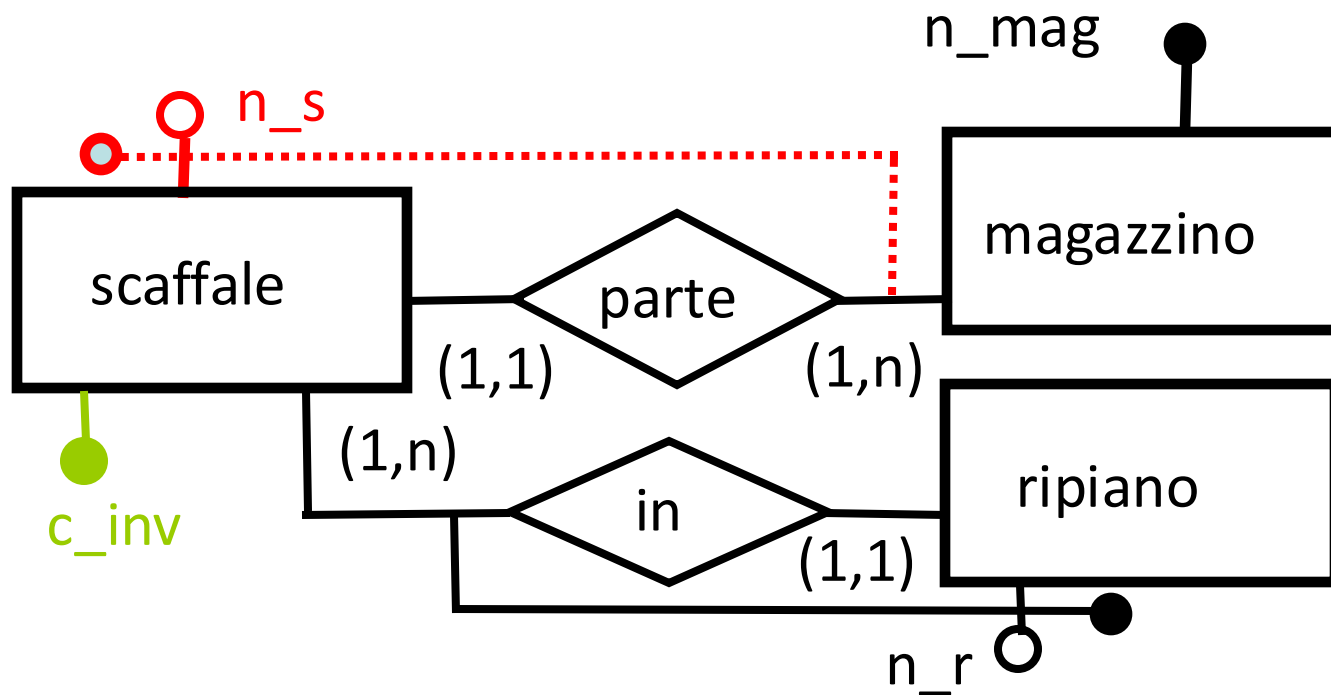 n_mag
n_s
magazzino
scaffale
parte
(1,1)
(1,n)
(1,n)
ripiano
in
c_inv
(1,1)
n_r